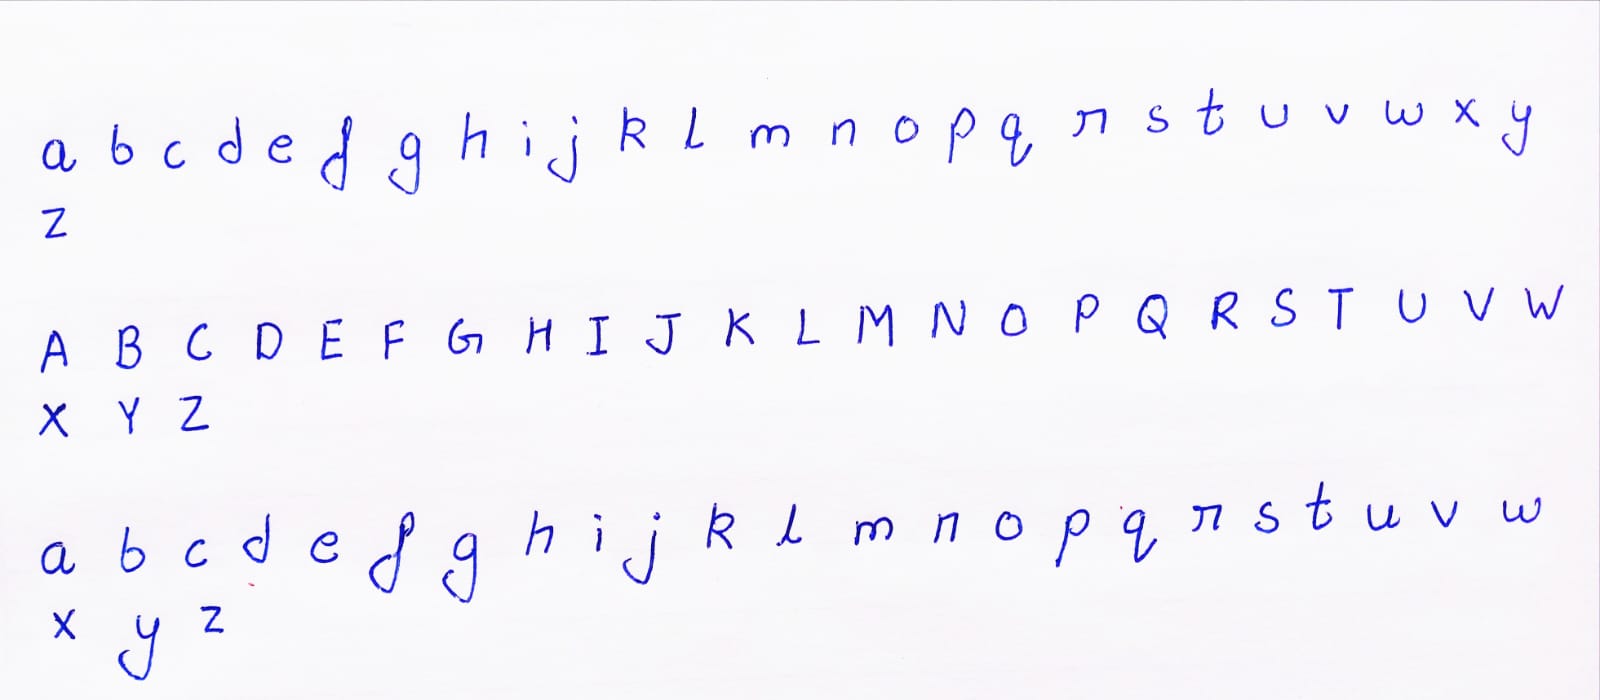 a b c d e f g h i j k l m n o p q r s t u v w x y
z
A B C D E F G H I J K L M N O P Q R S T U V W
X Y Z
a b c d e f g h i j k l m n o p q r s t u v w
x y z